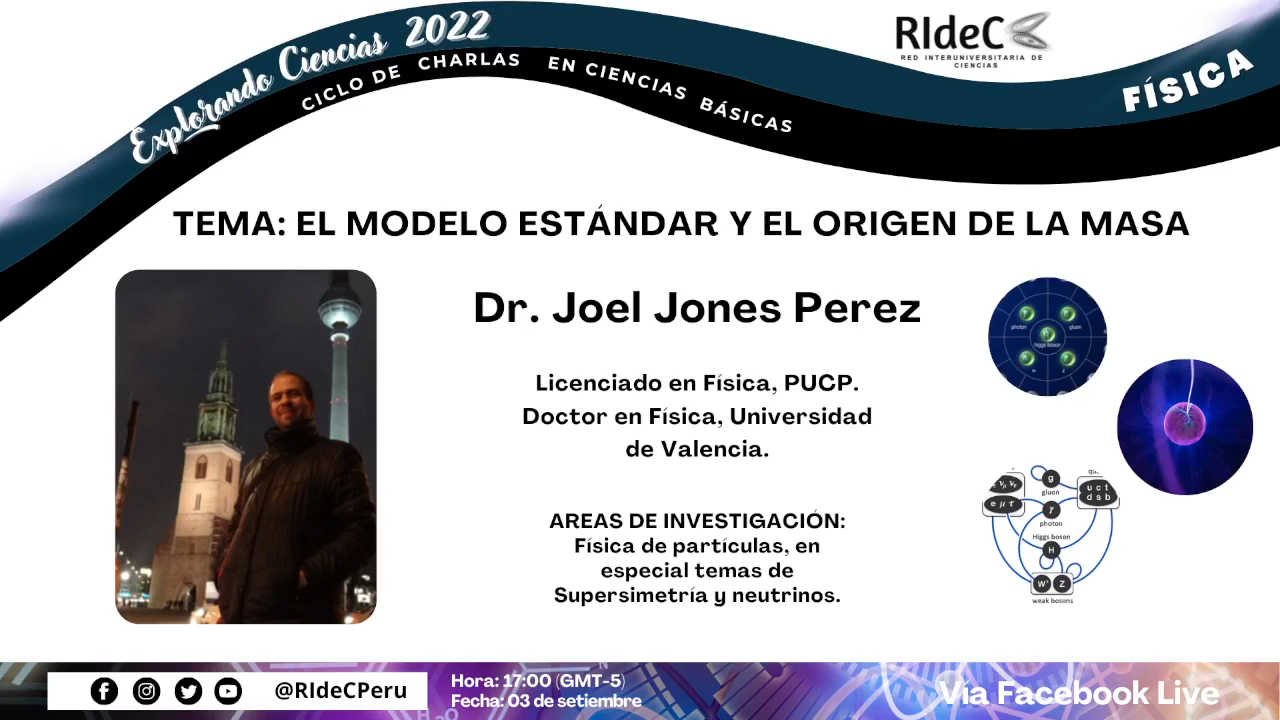 Explorando Ciencias 2022
CICLO DE CHARLAS EN CIENCIAS BÁSICAS
RIdeC
RED INTERUNIVERSITARIA DE
CIENCIAS
FÍSICA
TEMA: EL MODELO ESTÁNDAR Y EL ORIGEN DE LA MASA
Dr. Joel Jones Perez
Licenciado en Física, PUCP.
Doctor en Física, Universidad
de Valencia.
AREAS DE INVESTIGACIÓN:
Física de partículas, en
especial temas de
Supersimetría y neutrinos.
photon
gluon
higgs boson
qu
g
gluon
e μ τ
u c t
d s b
γ
photon
Higgs boson
H
W Z
weak bosons
@RIdeCPeru
Hora: 17:00 (GMT-5)
Fecha: 03 de setiembre
H₂O
N
Vía Facebook Live